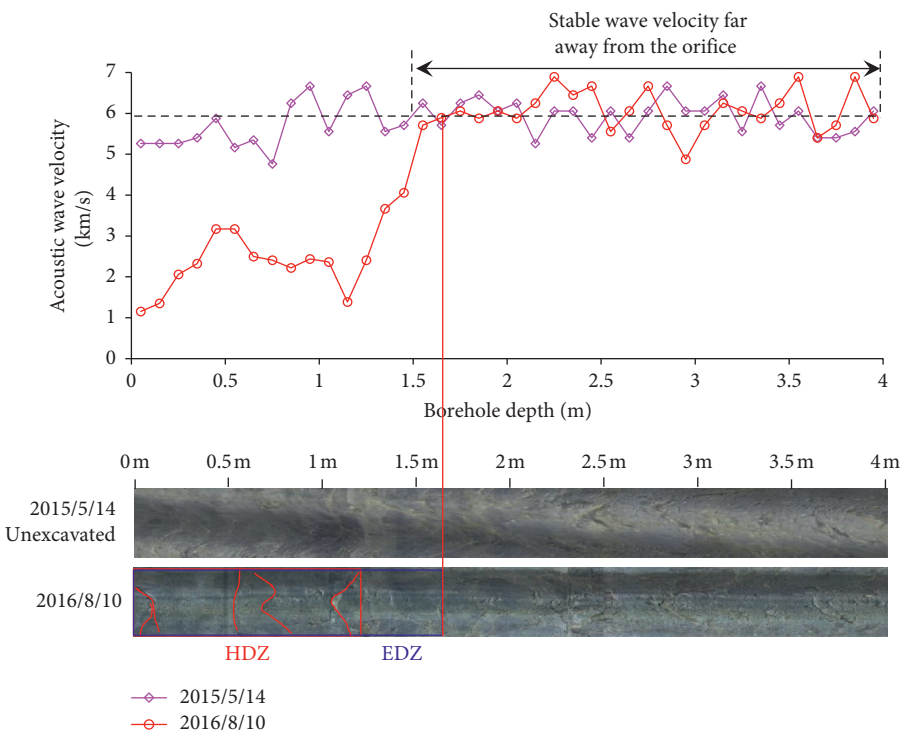 Stable wave velocity far
away from the orifice
7
6
5
4
3
2
1
0
Acoustic wave velocity
(km/s)
0 0.5 1 1.5 2 2.5 3 3.5 4
Borehole depth (m)
0 m 0.5 m 1 m 1.5 m 2 m 2.5 m 3 m 3.5 m 4 m
2015/5/14
Unexcavated
2016/8/10
HDZ EDZ
2015/5/14
2016/8/10